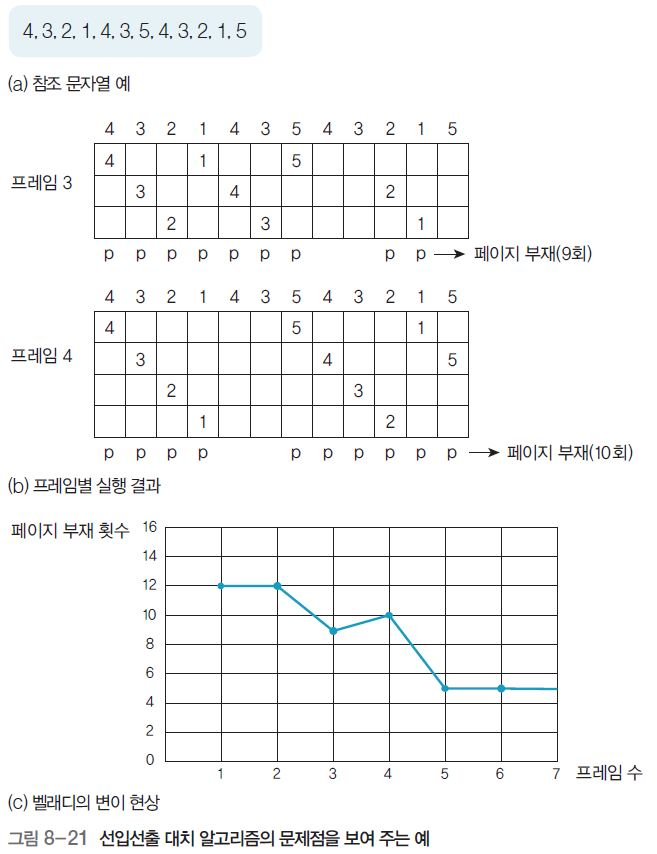 4, 3, 2, 1, 4, 3, 5, 4, 3, 2, 1, 5
(a) 참조 문자열 예
4 3 2 1 4 3 5 4 3 2 1 5
4 1 5
프레임 3
3 4 2
2 3 1
p p p p p p p p p → 페이지 부재(9회)
4 3 2 1 4 3 5 4 3 2 1 5
4 5 1
프레임 4
3 4 5
2 3
1 2
p p p p p p p p p p → 페이지 부재(10회)
(b) 프레임별 실행 결과
페이지 부재 횟수
16
14
12
10
8
6
4
2
0
1 2 3 4 5 6 7 프레임 수
(c) 벨래디의 변이 현상
그림 8-21 선입선출 대치 알고리즘의 문제점을 보여 주는 예